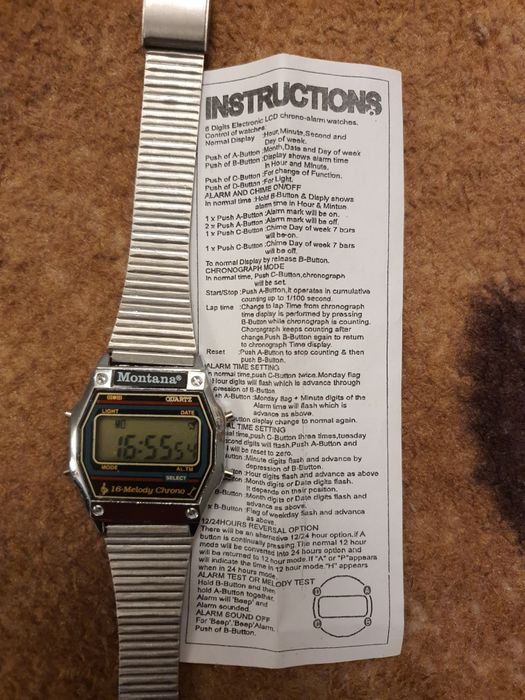 INSTRUCTIONS
6 Digits Electronic LCD chrono-alarm watches.
Control of watches.
Normal Display :Hour, Minute, Second and
Day of week.
Push of A-Button :Month, Date and Day of week
Push of B-Button :Display shows alarm time
in Hour and Minute.
Push of C-Button :For change of Function.
Push of D-Button :For Light.
ALARM AND CHIME ON/OFF
In normal time :Hold B-Button & Disply shows
alarm time in Hour & Mintun
1 x Push A-Button :Alarm mark will be on.
2 x Push A-Button :Alarm mark off.
1 x Push C-Button :Chime Day of week 7 bars
will be on.
1 x Push C-Button :Chime Day of week 7 bars
will be off.
To normal Display by release B-Button.
CHRONOGRAPH MODE
In normal time, Push C-Button, chronograph
will be set.
Start/Stop :Push A-Button, it operates in cumulative
counting up to 1/100 second.
Lap time :Change to lap Time from chronograph
time display is performed by pressing
B-Button while chronograph is counting.
Choronograph keeps counting after
change. Push B-Button again to return
to chronograph Time display.
Reset :Push A-Button to stop counting & then
push B-Button.
ALARM TIME SETTING
normal time, push C-Button twice. Monday flag
Hour digits will flash which is advance through
pression of B-Button.
A-Button :Monday flag + Minute digits of the
Alarm time will flash which is
advance as above.
button display change to normal again.
TIME SETTING
time, push C-Button three times, tuesday
second digits will flash. Push A-Button and
will be reset to zero.
Button :Minute digits flash and advance by
depression of B-Button.
Button :Hour digits flash and advance as above
Button :Month digits or Date digits flash.
It depends on their position.
Button :Month digits or Date digits flash and
advance as above.
x B-Button :Flag of weekday flash and advance
as above.
12/24HOURS REVERSAL OPTION
There will be an alternative 12/24 hour option. if A
button is continually pressing The normal 12 hour
mode will be converted into 24 hours option and
will be returned to 12 hour mode. If "A" or "P" appears
will indicate the time in 12 hour mode. "H" appears
when in 24 hours mode.
ALARM TEST OR MELODY TEST
Hold B-Button and then
hold A-Button together.
Alarm will 'Beep' and
Alarm sounded.
ALARM SOUND OFF
For 'Beep'.'Beep' Alarm.
Push of B-Button.
Montana®
QUARTZ
LIGHT DATE
MO
16:55 54
MODE AL.TM
SELECT
16-Melody Chrono